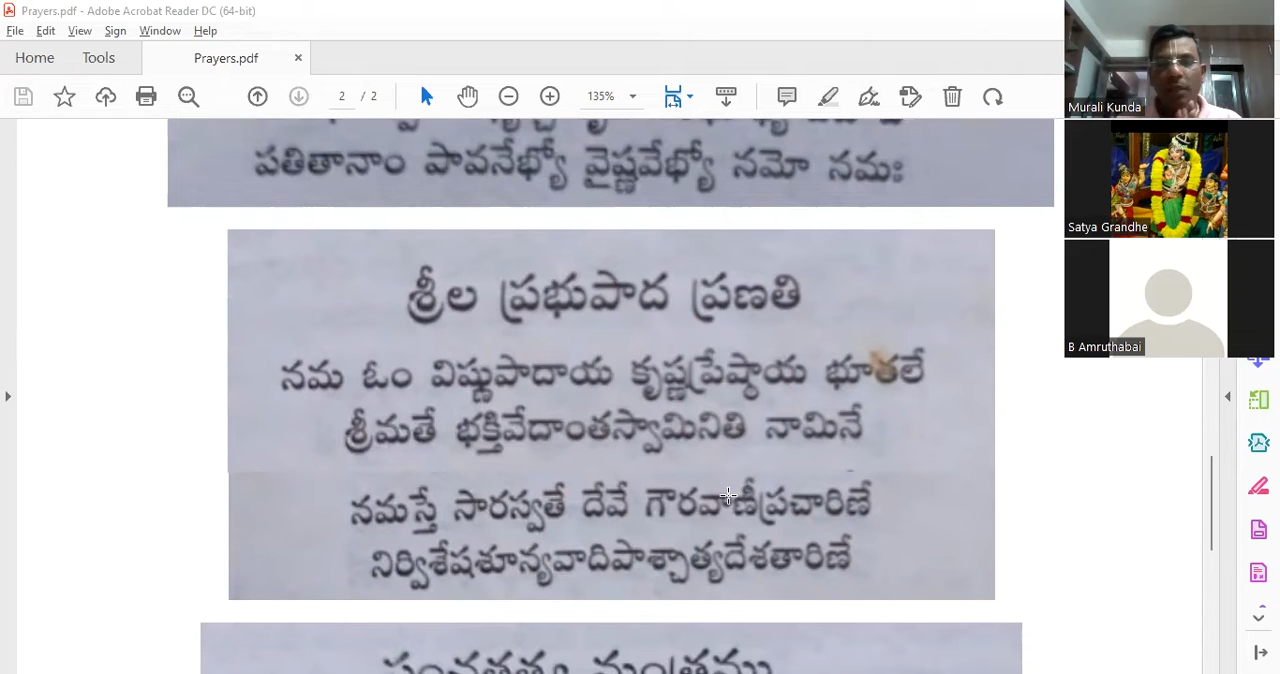 Prayers.pdf - Adobe Acrobat Reader DC (64-bit)
File Edit View Sign Window Help
Home Tools Prayers.pdf ×
2 / 2 135%
Murali Kunda
Satya Grandhe
B Amruthabai
పతితానాం పావనేభ్యో వైష్ణవేభ్యో నమో నమః
శ్రీల ప్రభుపాద ప్రణతి
నమ ఓం విష్ణుపాదాయ కృష్ణప్రేష్ఠాయ భూతలే
శ్రీమతే భక్తివేదాంతస్వామినితి నామినే
నమస్తే సారస్వతే దేవే గౌరవాణీప్రచారిణే
నిర్విశేషశూన్యవాదిపాశ్చాత్యదేశతారిణే
పంచతత్వ మంత్రము